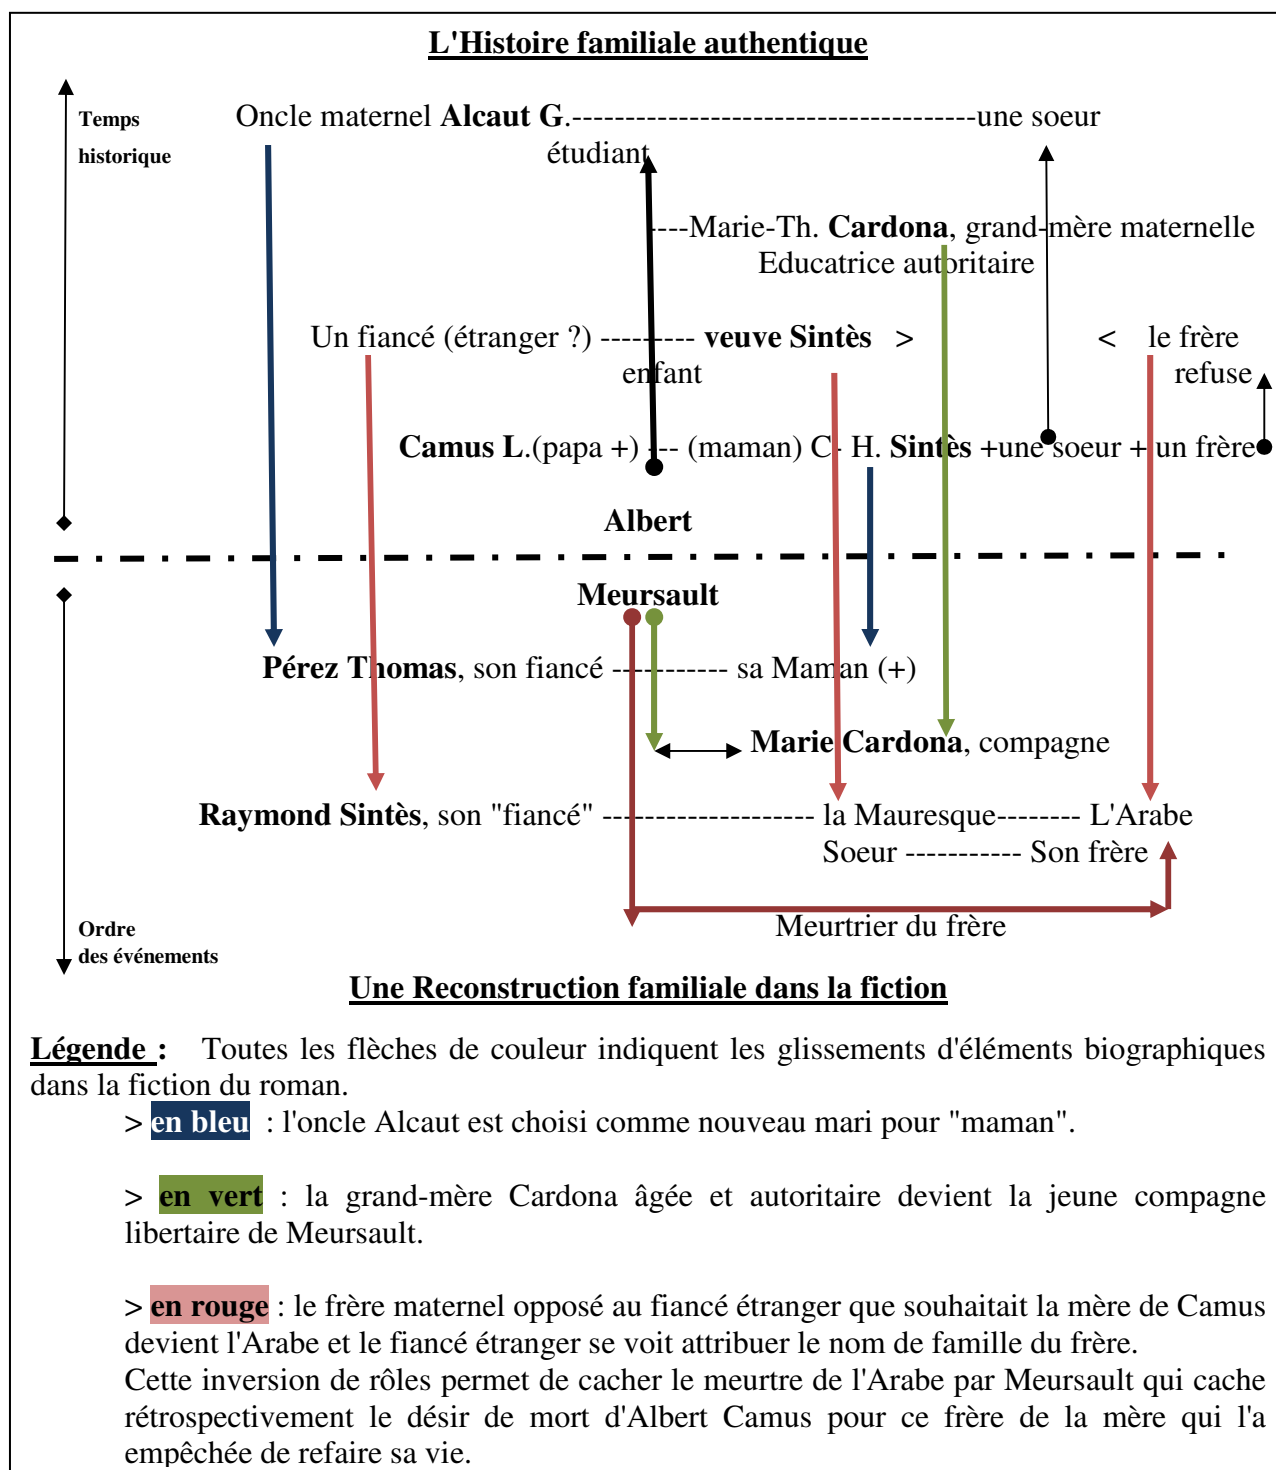 L'Histoire familiale authentique
Temps
historique
Oncle maternel Alcaut G.-------------------------------------une soeur
étudiant
----Marie-Th. Cardona, grand-mère maternelle
Educatrice autoritaire
Un fiancé (étranger ?) --------- veuve Sintès > < le frère
enfant refuse
Camus L.(papa +) --- (maman) C- H. Sintès +une soeur + un frère
Albert
Meursault
Pérez Thomas, son fiancé ----------- sa Maman (+)
Marie Cardona, compagne
Raymond Sintès, son "fiancé" -------------------- la Mauresque-------- L'Arabe
Soeur ----------- Son frère
Meurtrier du frère
Ordre
des événements
Une Reconstruction familiale dans la fiction
Légende : Toutes les flèches de couleur indiquent les glissements d'éléments biographiques
dans la fiction du roman.
> en bleu : l'oncle Alcaut est choisi comme nouveau mari pour "maman".
> en vert : la grand-mère Cardona âgée et autoritaire devient la jeune compagne
libertaire de Meursault.
> en rouge : le frère maternel opposé au fiancé étranger que souhaitait la mère de Camus
devient l'Arabe et le fiancé étranger se voit attribuer le nom de famille du frère.
Cette inversion de rôles permet de cacher le meurtre de l'Arabe par Meursault qui cache
rétrospectivement le désir de mort d'Albert Camus pour ce frère de la mère qui l'a
empêchée de refaire sa vie.